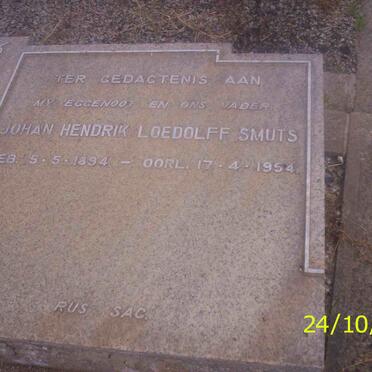 TER GEDAGTENIS AAN
MY EGGENOOT EN ONS VADER
JOHAN HENDRIK LOEDOLFF SMUTS
GEB. 5-5-1894 – OORL. 17-4-1954
RUS SAG.
24/10/